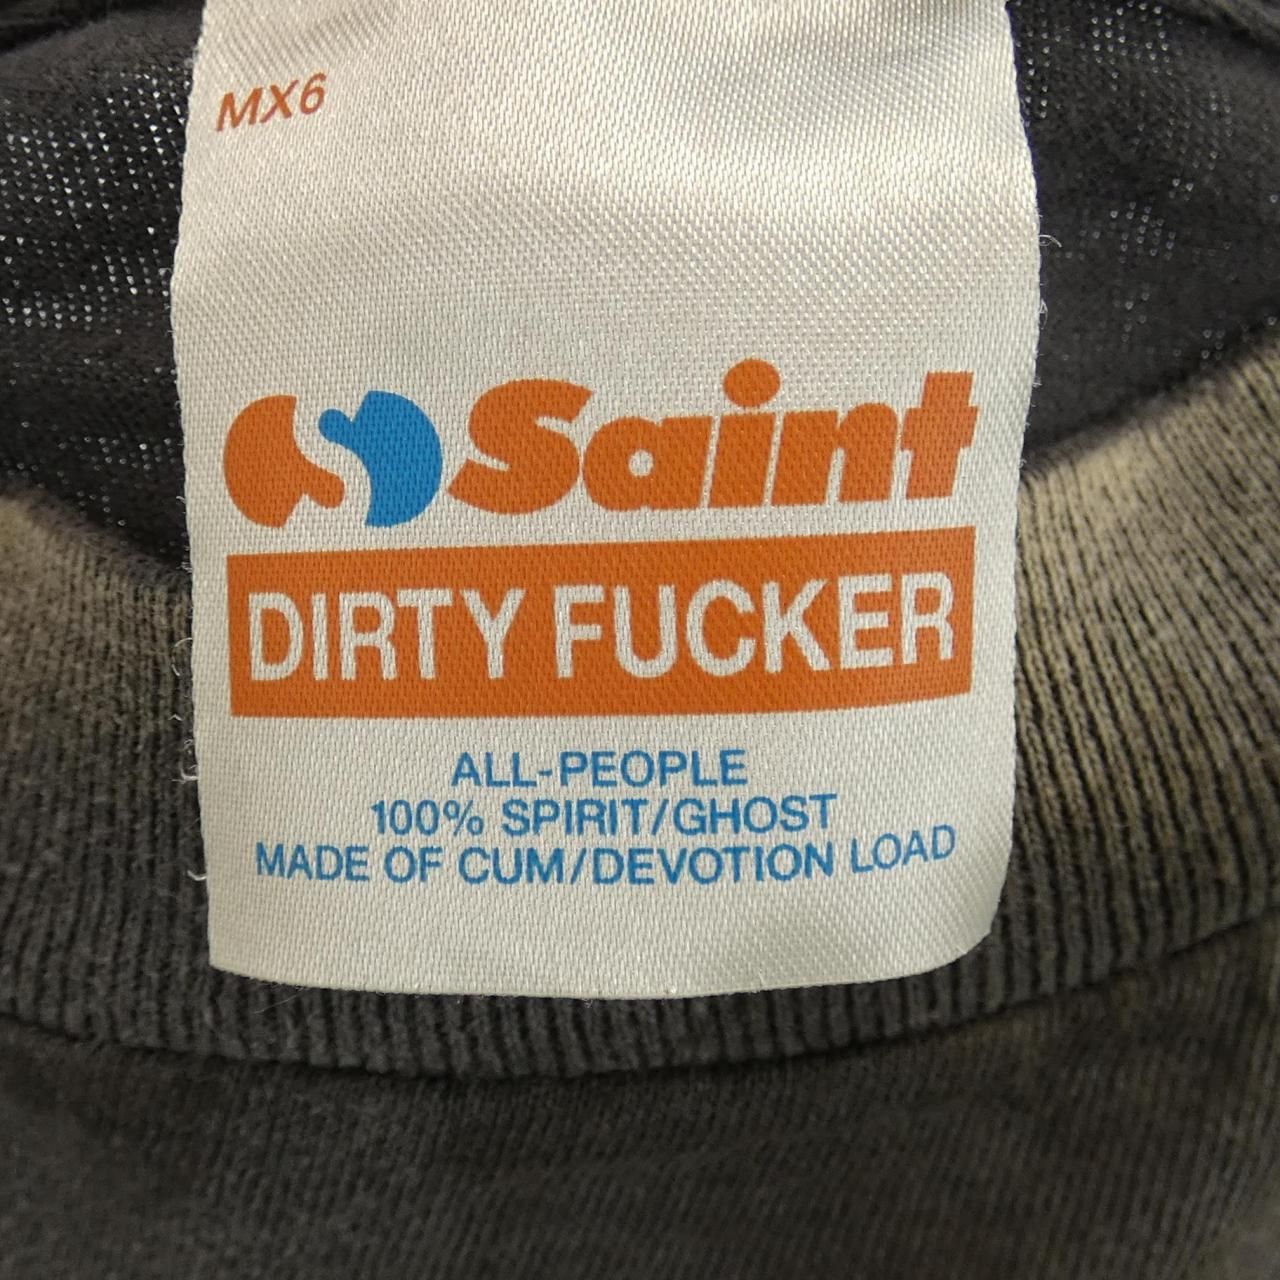 MX6
Saint
DIRTY FUCKER
ALL-PEOPLE
100% SPIRIT/GHOST
MADE OF CUM/DEVOTION LOAD